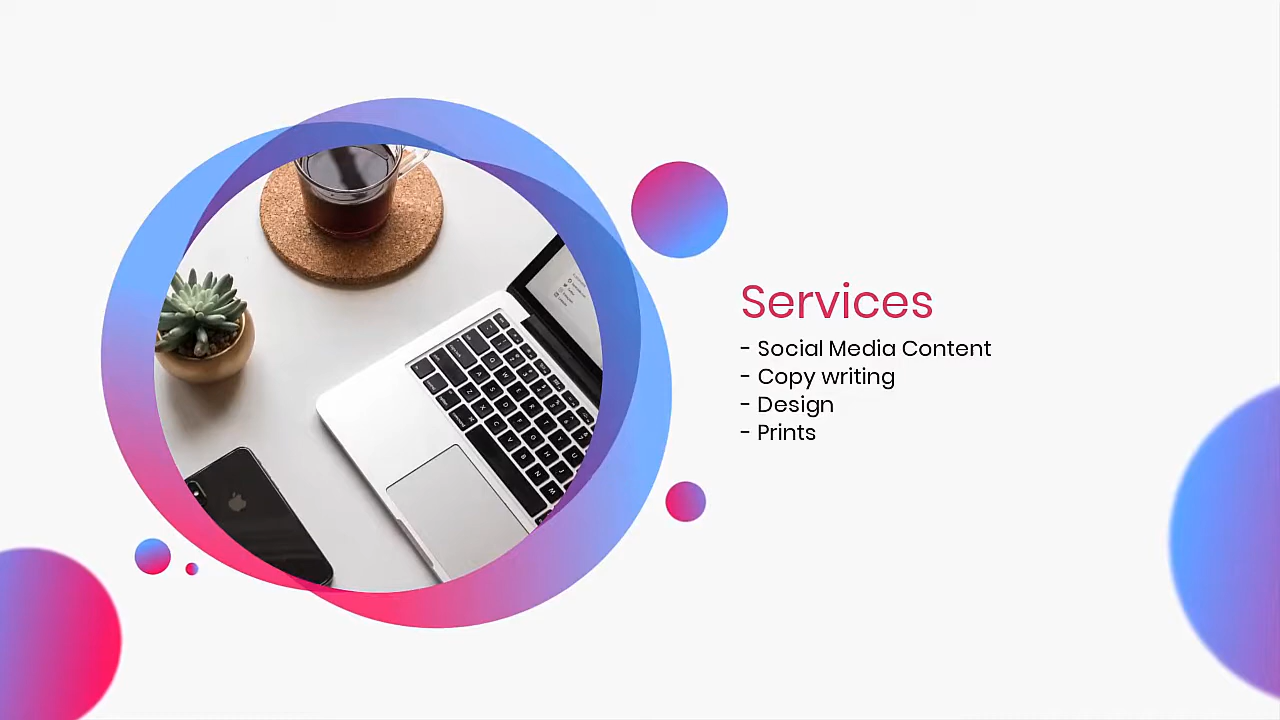 Services
- Social Media Content
- Copy writing
- Design
- Prints